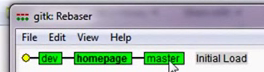 gitk: Rebaser
File Edit View Help
dev homepage master Initial Load